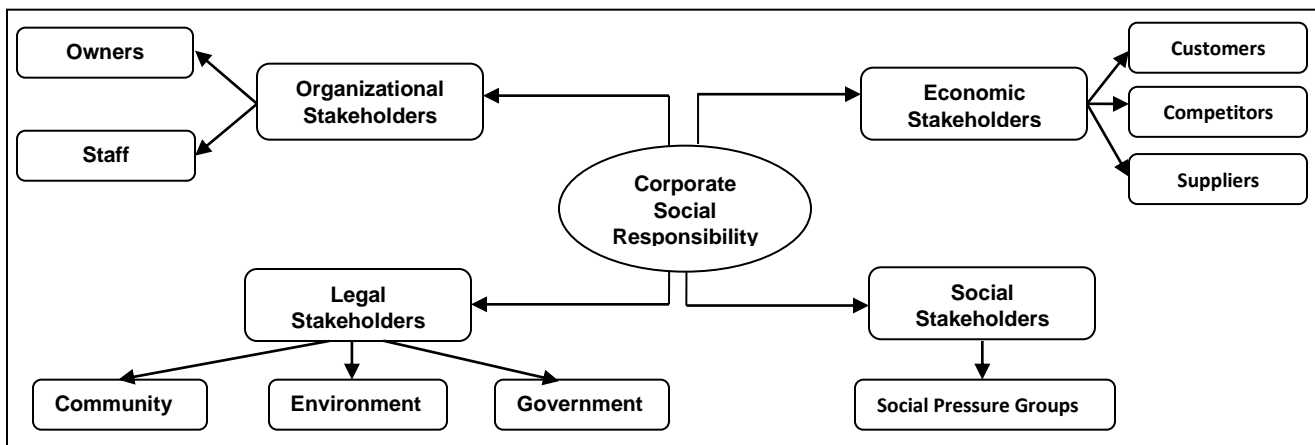 Owners
Staff
Organizational
Stakeholders
Economic
Stakeholders
Customers
Competitors
Suppliers
Corporate
Social
Responsibility
Legal
Stakeholders
Community
Environment
Government
Social
Stakeholders
Social Pressure Groups